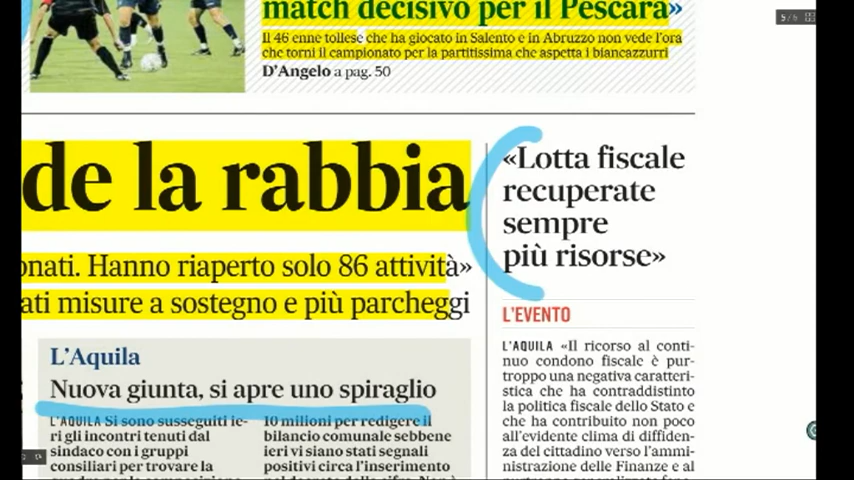 match decisivo per il Pescara»
Il 46 enne tollese che ha giocato in Salento e in Abruzzo non vede l'ora
che torni il campionato per la partitissima che aspetta i biancazzurri
D'Angelo a pag. 50
de la rabbia
onati. Hanno riaperto solo 86 attività»
ati misure a sostegno e più parcheggi
L'Aquila
Nuova giunta, si apre uno spiraglio
L'AQUILA Si sono susseguiti ie-
ri gli incontri tenuti dal
sindaco con i gruppi
consiliari per trovare la
10 milioni per redigere il
bilancio comunale sebbene
ieri vi siano stati segnali
positivi circa l'inserimento
«Lotta fiscale
recuperate
sempre
più risorse»
L'EVENTO
L'AQUILA «Il ricorso al conti-
nuo condono fiscale è pur-
troppo una negativa caratteri-
stica che ha contraddistinto
la politica fiscale dello Stato e
che ha contribuito non poco
all'evidente clima di diffiden-
za del cittadino verso l'ammi-
nistrazione delle Finanze e al